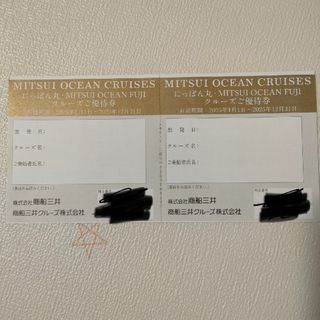 MITSUI OCEAN CRUISES
にっぽん丸・MITSUI OCEAN FUJI
クルーズご優待券
出発日:
クルーズ名:
ご乗船者氏名:
株式会社 商船三井
商船三井クルーズ株式会社
MITSUI OCEAN CRUISES
にっぽん丸・MITSUI OCEAN FUJI
クルーズご優待券
有効期間:2025年1月1日~2025年12月31日
出発日:
クルーズ名:
ご乗船者氏名:
株式会社 商船三井
商船三井クルーズ株式会社